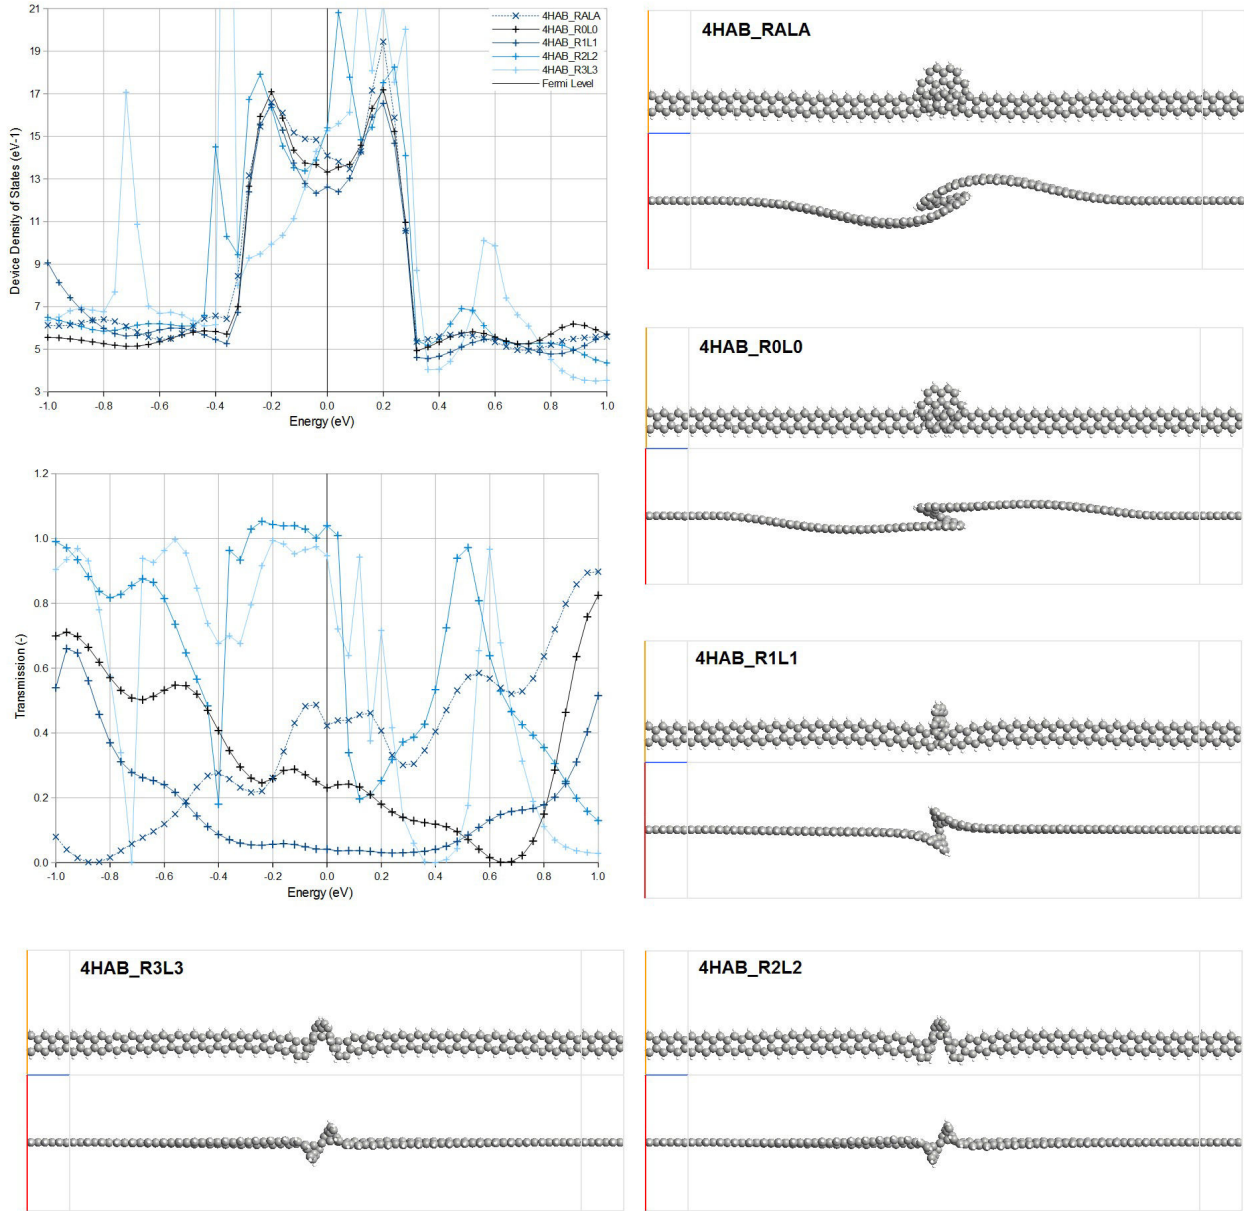 21
19
17
15
13
11
9
7
5
3
Device Density of States (eV-1)
4HAB_RALA
4HAB_R0L0
4HAB_R1L1
4HAB_R2L2
4HAB_R3L3
Fermi Level
-1.0 -0.8 -0.6 -0.4 -0.2 0.0 0.2 0.4 0.6 0.8 1.0
Energy (eV)
4HAB_RALA
4HAB_R0L0
1.2
1.0
0.8
0.6
0.4
0.2
0.0
Transmission (-)
-1.0 -0.8 -0.6 -0.4 -0.2 0.0 0.2 0.4 0.6 0.8 1.0
Energy (eV)
4HAB_R1L1
4HAB_R3L3
4HAB_R2L2